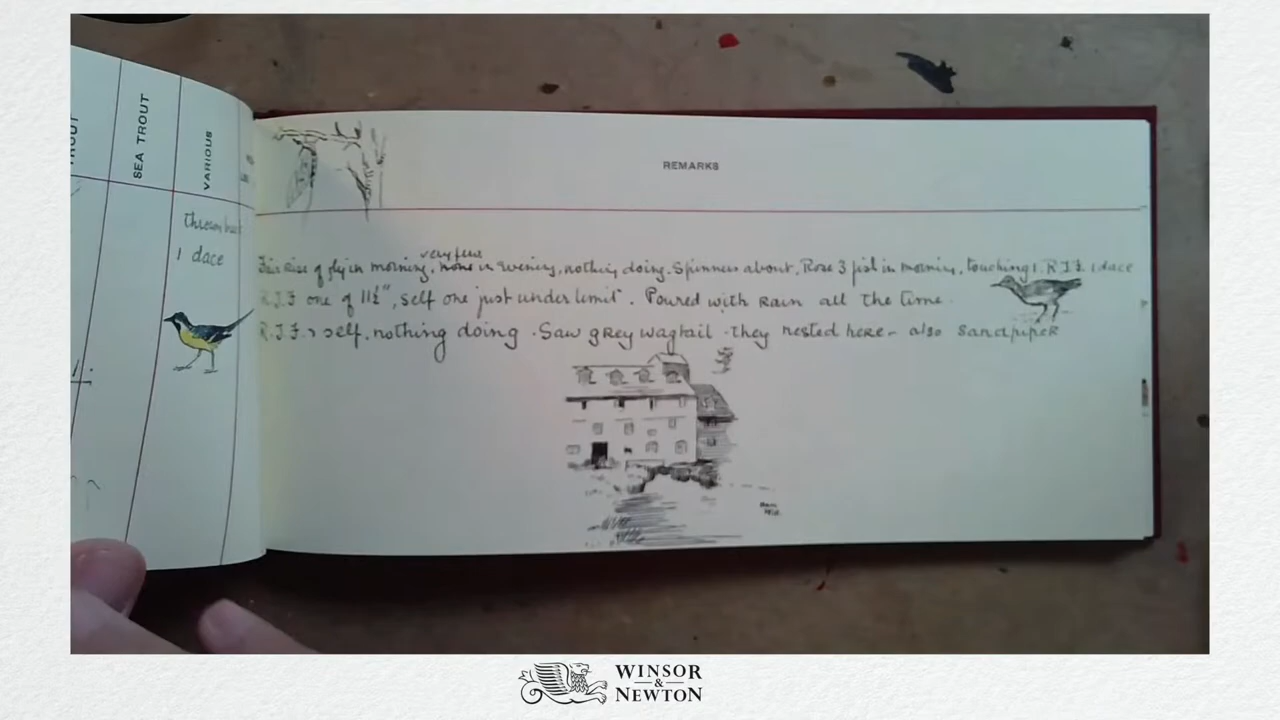 SEA TROUT
VARIOUS
1 dace
REMARKS
very few
Fair Rise of fly in morning, none in Evening, nothing doing. Spinners about, Rose 3 fish in morning, touching 1. R.J.F. 1 dace
R.J.F one of 11½", self one just under limit. Poured with Rain all the time.
R.J.F. & self, nothing doing. Saw grey wagtail - they nested here - also Sandpiper
WINSOR
&
NEWTON